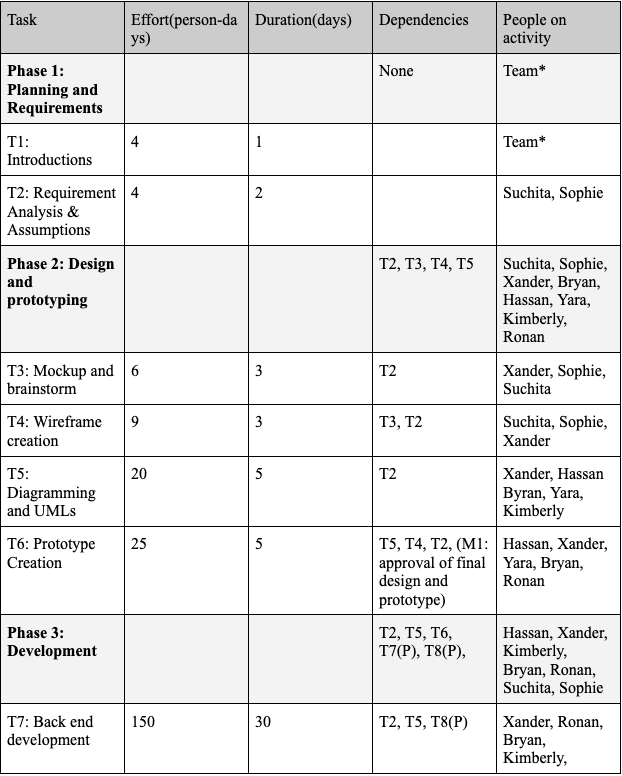 Task
Effort(person-da
ys)
Duration(days)
Dependencies
People on
activity
Phase 1:
Planning and
Requirements
None
Team*
T1:
Introductions
4
1
Team*
T2: Requirement
Analysis &
Assumptions
4
2
Suchita, Sophie
Phase 2: Design
and
prototyping
T2, T3, T4, T5
Suchita, Sophie,
Xander, Bryan,
Hassan, Yara,
Kimberly,
Ronan
T3: Mockup and
brainstorm
6
3
T2
Xander, Sophie,
Suchita
T4: Wireframe
creation
9
3
T3, T2
Suchita, Sophie,
Xander
T5:
Diagramming
and UMLs
20
5
T2
Xander, Hassan
Byran, Yara,
Kimberly
T6: Prototype
Creation
25
5
T5, T4, T2, (M1:
approval of final
design and
prototype)
Hassan, Xander,
Yara, Bryan,
Ronan
Phase 3:
Development
T2, T5, T6,
T7(P), T8(P),
Hassan, Xander,
Kimberly,
Bryan, Ronan,
Suchita, Sophie
T7: Back end
development
150
30
T2, T5, T8(P)
Xander, Ronan,
Bryan,
Kimberly,